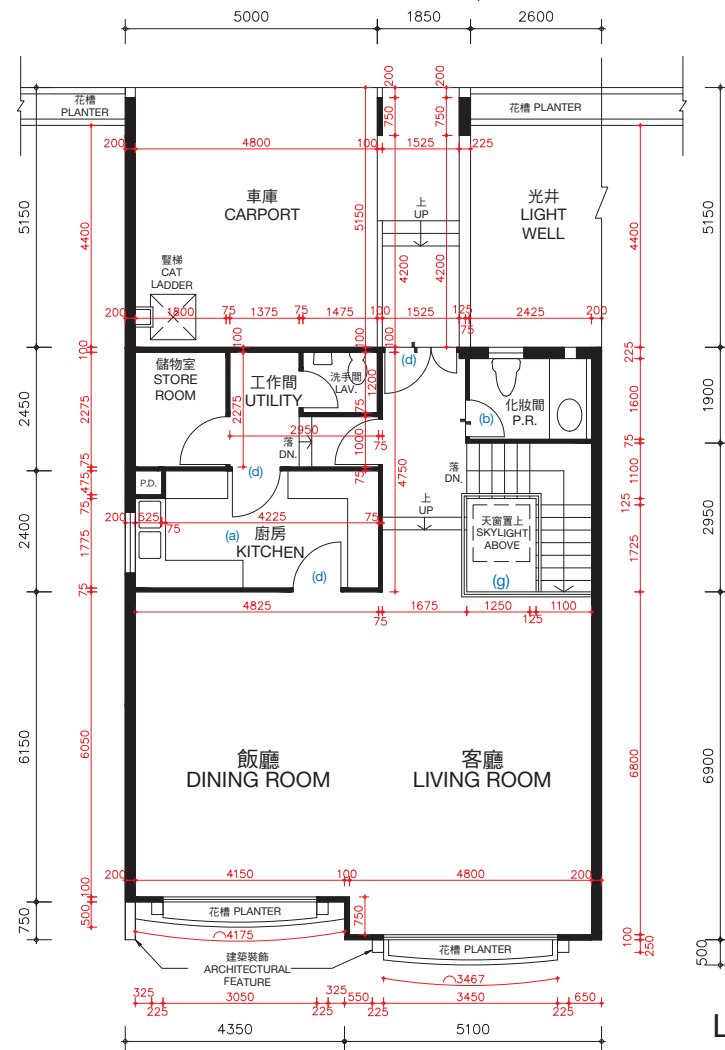 5000
1850
2600
花槽
PLANTER
花槽 PLANTER
200
750
200
750
200
4800
100
1525
225
5150
4400
車庫
CARPORT
5150
上
UP
光井
LIGHT
WELL
4400
5150
豎梯
CAT
LADDER
4200
4200
200
1800
75
1375
75
1475
100
1525
125
75
2425
200
100
100
100
100
(d)
225
儲物室
STORE
ROOM
工作間
UTILITY
洗手間
LAV.
1200
化妝間
P.R.
(b)
1600
1900
2450
2275
2275
2950
75
1000
75
75
落
DN.
(d)
75
4750
落
DN.
75
1100
P.D.
475
75
上
UP
125
天窗置上
SKYLIGHT
ABOVE
(g)
1725
2950
200
525
75
4225
75
(a)
廚房
KITCHEN
(d)
2400
1775
75
4825
75
1675
1250
125
1100
6150
6050
飯廳
DINING ROOM
客廳
LIVING ROOM
6800
6900
200
4150
100
4800
200
100
500
750
花槽 PLANTER
4175
750
花槽 PLANTER
100
250
500
建築裝飾
ARCHITECTURAL
FEATURE
3467
325
225
3050
225
325
550
225
3450
225
650
4350
5100
L